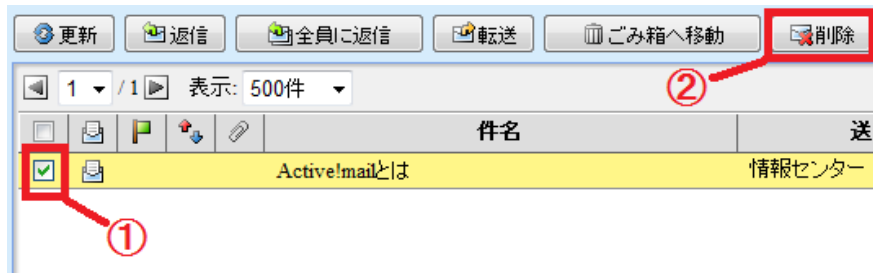 更新 返信 全員に返信 転送 ごみ箱へ移動 削除
②
1 / 1 表示: 500件
件名 送
Active!mailとは 情報センター
①